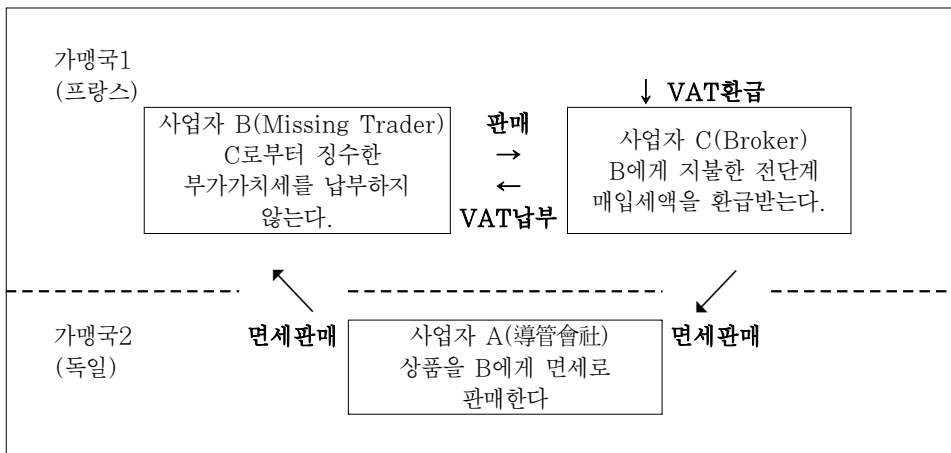 가맹국1
(프랑스)
↓ VAT환급
사업자 B(Missing Trader)
C로부터 징수한
부가가치세를 납부하지
않는다.
판매
→
←
VAT납부
사업자 C(Broker)
B에게 지불한 전단계
매입세액을 환급받는다.
가맹국2
(독일)
면세판매
사업자 A(導管會社)
상품을 B에게 면세로
판매한다
면세판매